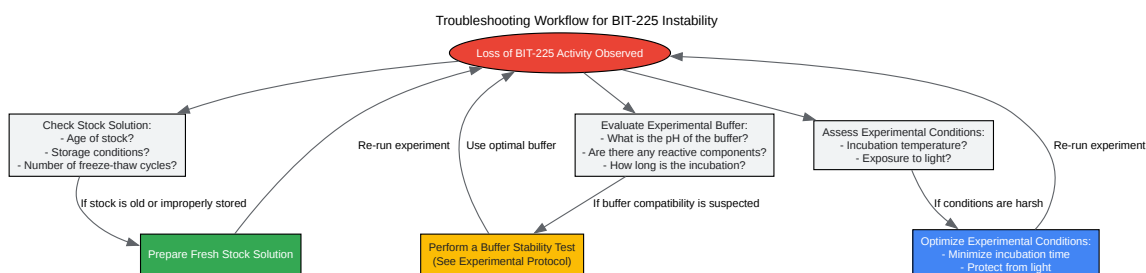 Troubleshooting Workflow for BIT-225 Instability
Loss of BIT-225 Activity Observed
Check Stock Solution:
- Age of stock?
- Storage conditions?
- Number of freeze-thaw cycles?
Evaluate Experimental Buffer:
- What is the pH of the buffer?
- Are there any reactive components?
- How long is the incubation?
Assess Experimental Conditions:
- Incubation temperature?
- Exposure to light?
Re-run experiment
Use optimal buffer
Re-run experiment
If stock is old or improperly stored
If buffer compatibility is suspected
If conditions are harsh
Prepare Fresh Stock Solution
Perform a Buffer Stability Test
(See Experimental Protocol)
Optimize Experimental Conditions:
- Minimize incubation time
- Protect from light